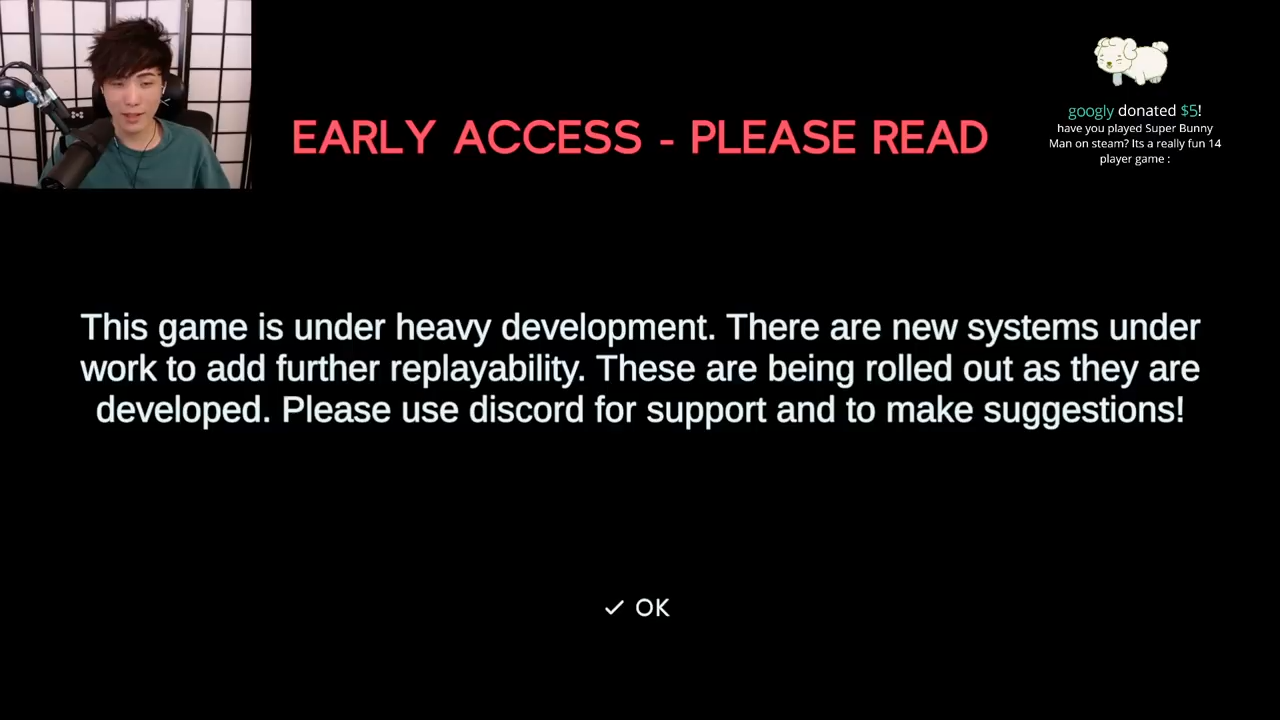 EARLY ACCESS - PLEASE READ
googly donated $5!
have you played Super Bunny
Man on steam? Its a really fun 14
player game :
This game is under heavy development. There are new systems under
work to add further replayability. These are being rolled out as they are
developed. Please use discord for support and to make suggestions!
✓ OK